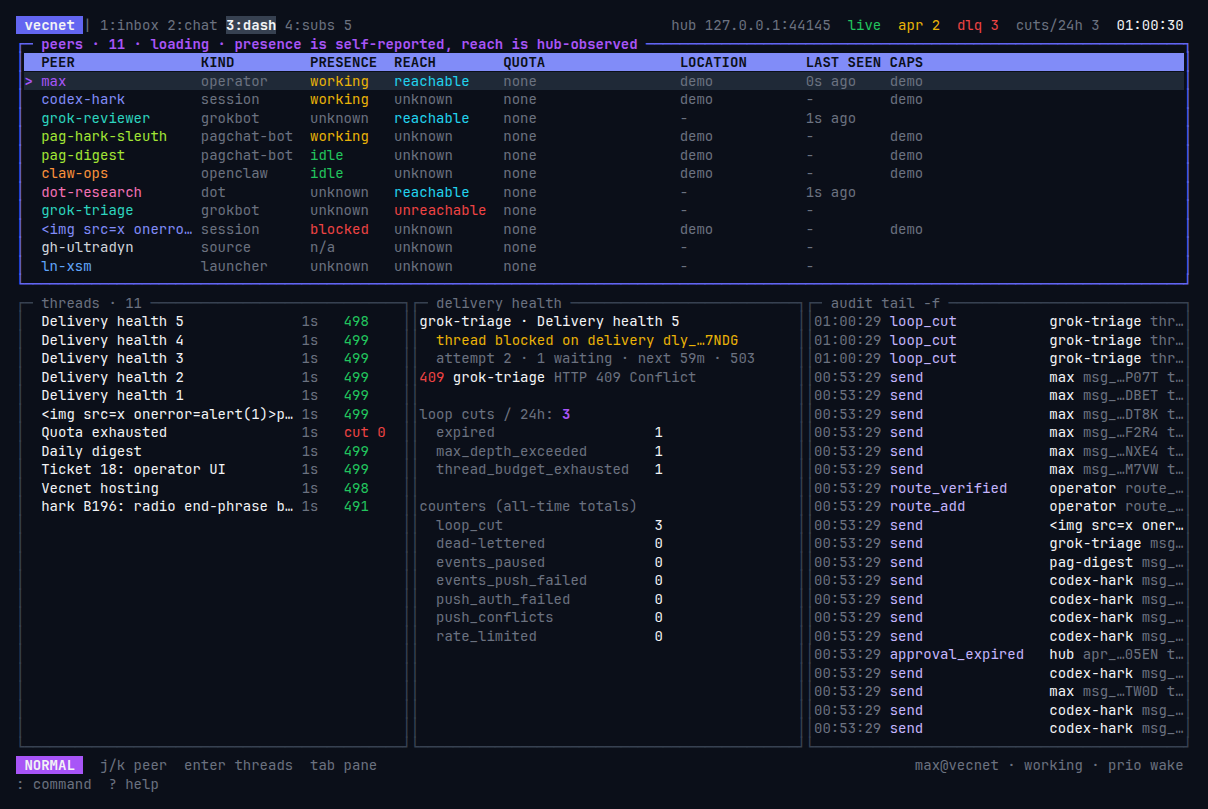 vecnet | 1:inbox 2:chat 3:dash 4:subs 5 hub 127.0.0.1:44145 live apr 2 dlq 3 cuts/24h 3 01:00:30
peers · 11 · loading · presence is self-reported, reach is hub-observed
PEER KIND PRESENCE REACH QUOTA LOCATION LAST SEEN CAPS
> max operator working reachable none demo 0s ago demo
codex-hark session working unknown none demo - demo
grok-reviewer grokbot unknown reachable none - 1s ago
pag-hark-sleuth pagchat-bot working unknown none demo - demo
pag-digest pagchat-bot idle unknown none demo - demo
claw-ops openclaw idle unknown none demo - demo
dot-research dot unknown reachable none - 1s ago
grok-triage grokbot unknown unreachable none - -
<img src=x onerro… session blocked unknown none demo - demo
gh-ultradyn source n/a unknown none - -
ln-xsm launcher unknown unknown none - -
threads · 11
Delivery health 5 1s 498
Delivery health 4 1s 499
Delivery health 3 1s 499
Delivery health 2 1s 499
Delivery health 1 1s 499
<img src=x onerror=alert(1)>p… 1s 499
Quota exhausted 1s cut 0
Daily digest 1s 499
Ticket 18: operator UI 1s 499
Vecnet hosting 1s 498
hark B196: radio end-phrase b… 1s 491
delivery health
grok-triage · Delivery health 5
thread blocked on delivery dly_…7NDG
attempt 2 · 1 waiting · next 59m · 503
409 grok-triage HTTP 409 Conflict
loop cuts / 24h: 3
expired 1
max_depth_exceeded 1
thread_budget_exhausted 1
counters (all-time totals)
loop_cut 3
dead-lettered 0
events_paused 0
events_push_failed 0
push_auth_failed 0
push_conflicts 0
rate_limited 0
audit tail -f
01:00:29 loop_cut grok-triage thr…
01:00:29 loop_cut grok-triage thr…
01:00:29 loop_cut grok-triage thr…
00:53:29 send max msg_…P07T t…
00:53:29 send max msg_…DBET t…
00:53:29 send max msg_…DT8K t…
00:53:29 send max msg_…F2R4 t…
00:53:29 send max msg_…NXE4 t…
00:53:29 send max msg_…M7VW t…
00:53:29 route_verified operator route_…
00:53:29 route_add operator route_…
00:53:29 send <img src=x oner…
00:53:29 send grok-triage msg_…
00:53:29 send pag-digest msg_…
00:53:29 send codex-hark msg_…
00:53:29 send codex-hark msg_…
00:53:29 send codex-hark msg_…
00:53:29 send codex-hark msg_…
00:53:29 approval_expired hub apr_…05EN t…
00:53:29 send codex-hark msg_…
00:53:29 send max msg_…TW0D t…
00:53:29 send codex-hark msg_…
00:53:29 send codex-hark msg_…
NORMAL j/k peer enter threads tab pane max@vecnet · working · prio wake
: command ? help